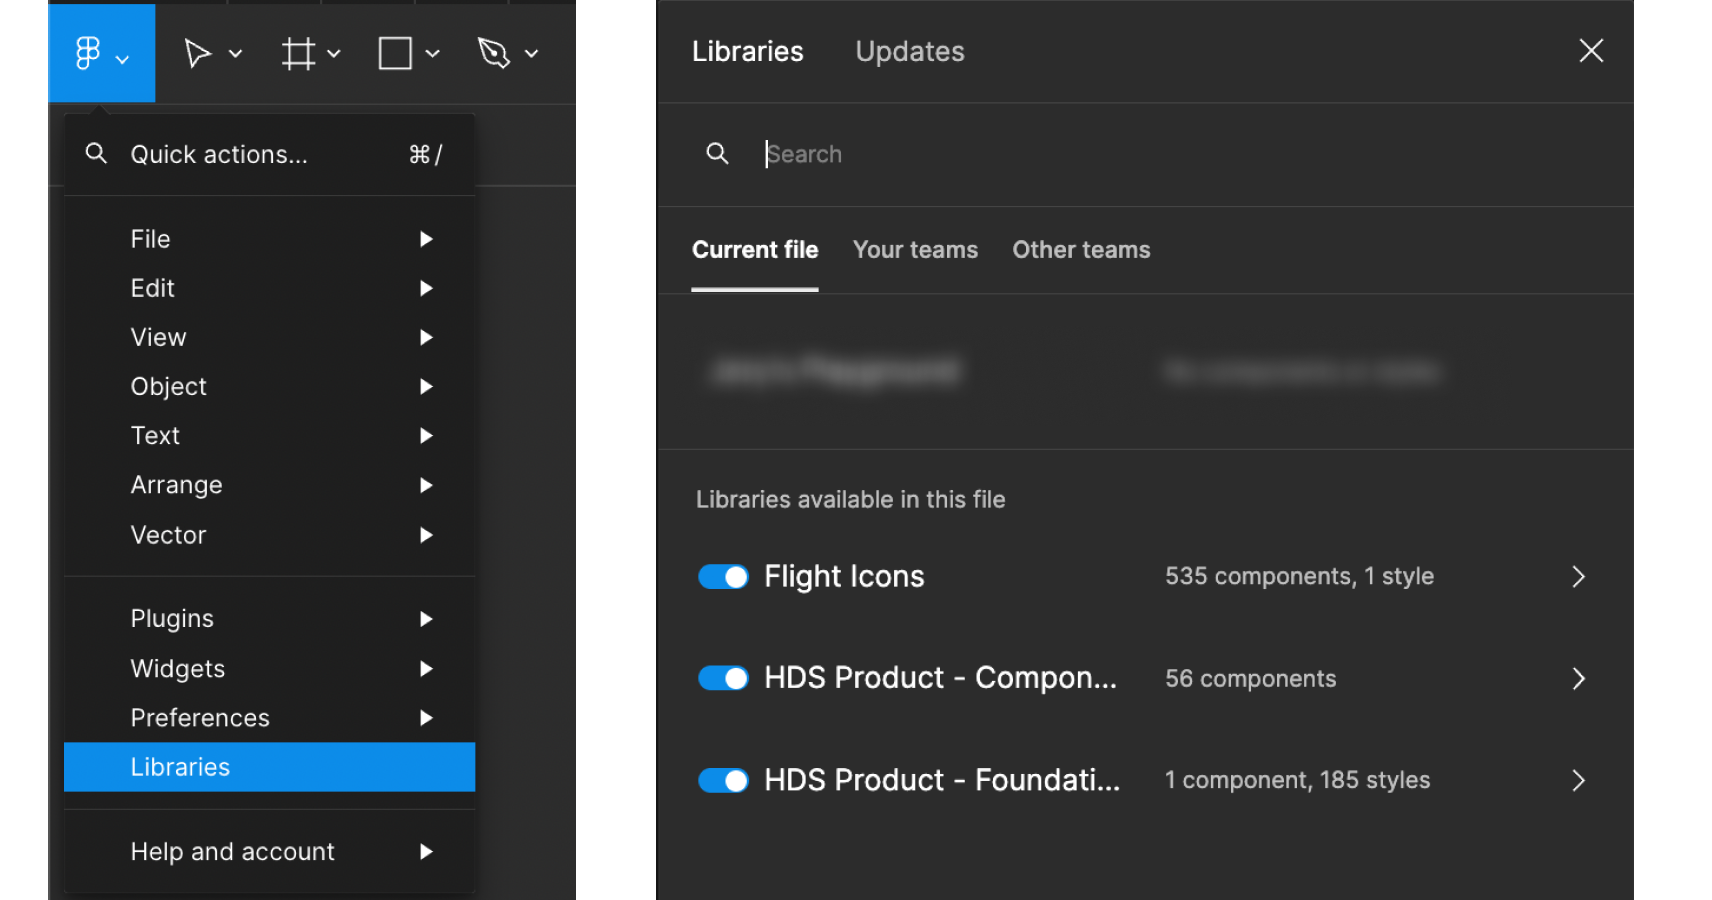 Quick actions... ⌘/
File
Edit
View
Object
Text
Arrange
Vector
Plugins
Widgets
Preferences
Libraries
Help and account
Libraries Updates
Search
Current file Your teams Other teams
Libraries available in this file
Flight Icons 535 components, 1 style
HDS Product - Compon... 56 components
HDS Product - Foundati... 1 component, 185 styles